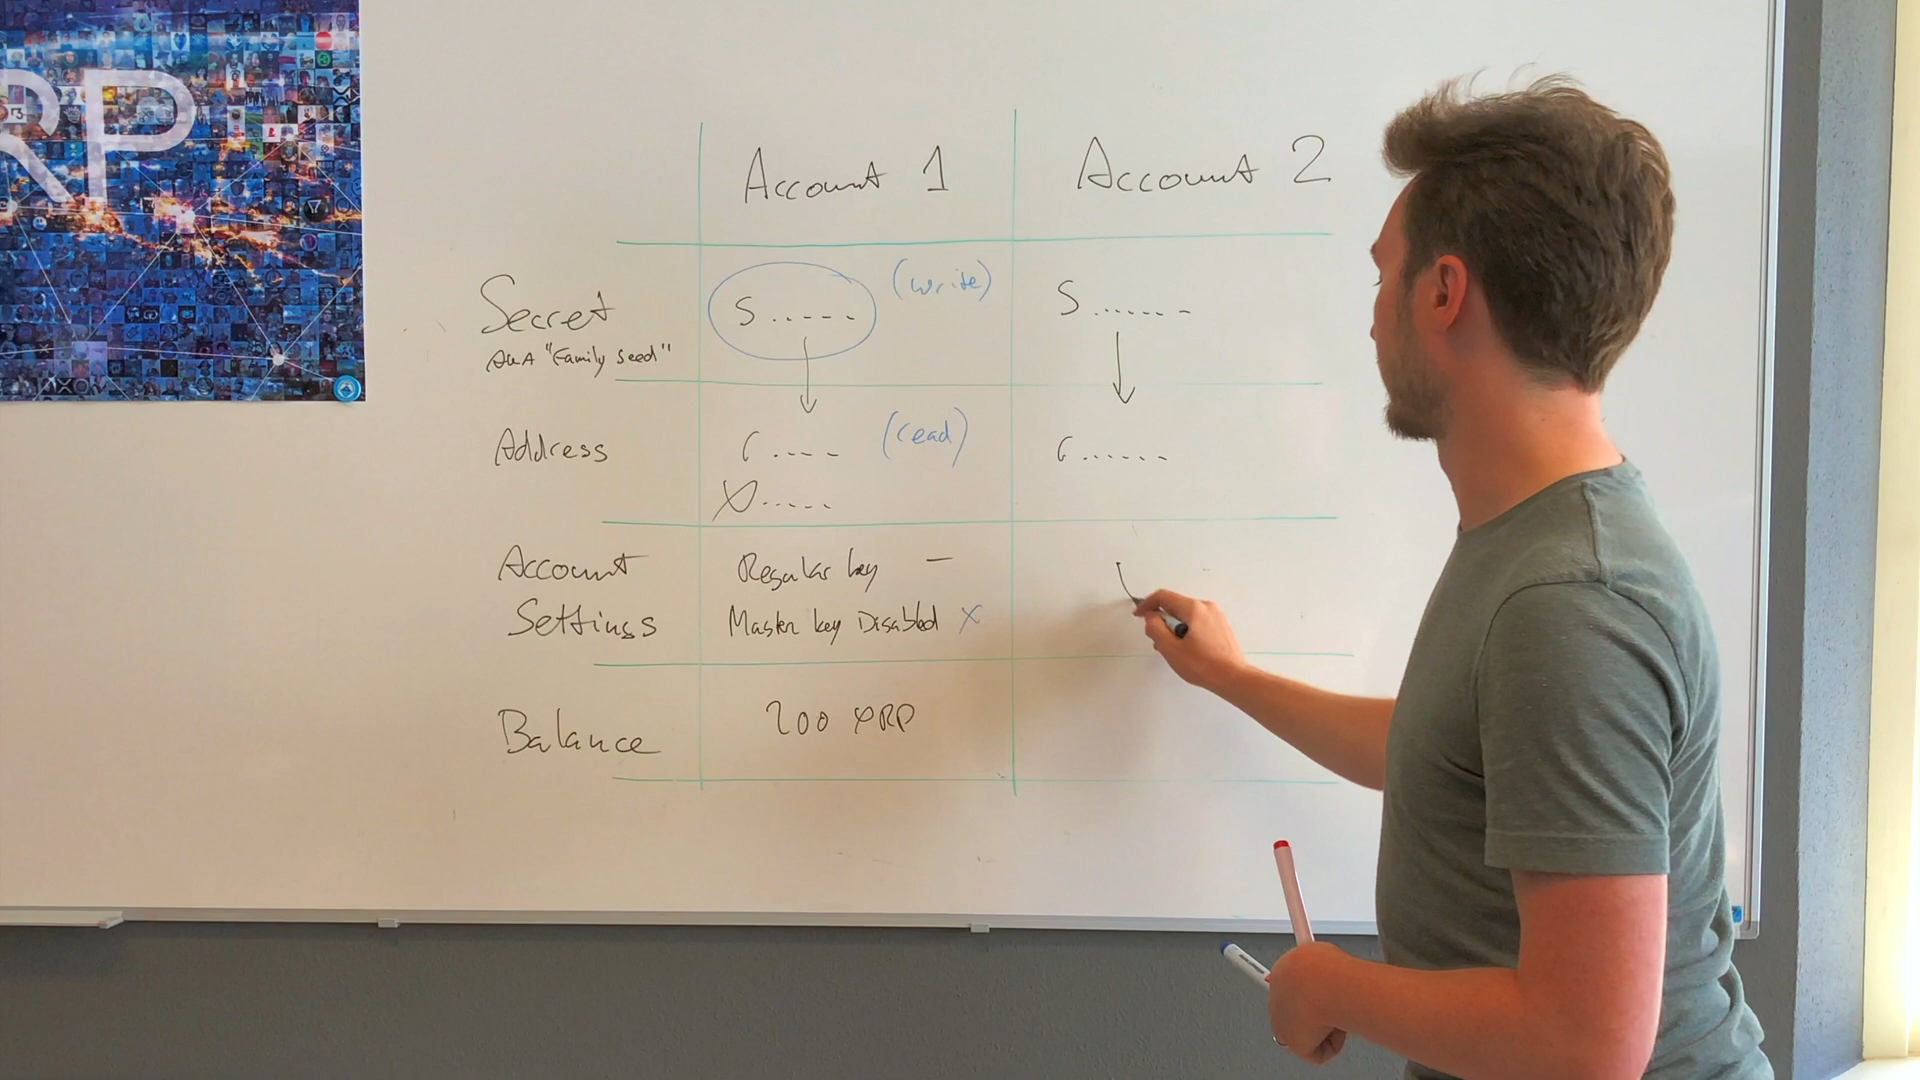 RP
Account 1
Account 2
Secret
AKA "Family seed"
S.....
(write)
S......
Address
r....
(read)
r......
X.....
Account
Settings
Regular key –
Master key Disabled X
Balance
200 XRP